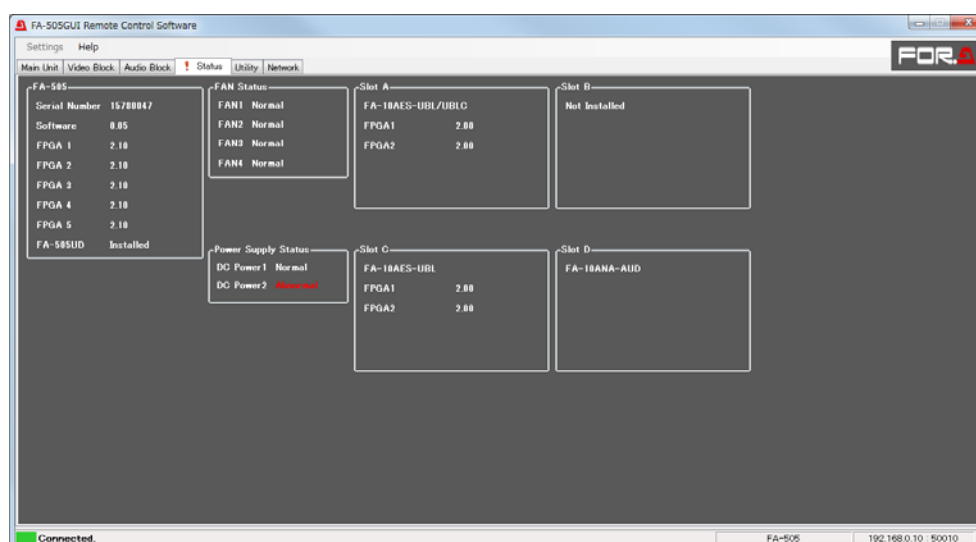 FA-505GUI Remote Control Software
Settings Help
FOR.A
Main Unit Video Block Audio Block ! Status Utility Network
FA-505
Serial Number 15780047
Software 0.05
FPGA 1 2.10
FPGA 2 2.10
FPGA 3 2.10
FPGA 4 2.10
FPGA 5 2.10
FA-505UD Installed
FAN Status
FAN1 Normal
FAN2 Normal
FAN3 Normal
FAN4 Normal
Power Supply Status
DC Power1 Normal
DC Power2 Abnormal
Slot A
FA-10AES-UBL/UBLC
FPGA1 2.00
FPGA2 2.00
Slot B
Not Installed
Slot C
FA-10AES-UBL
FPGA1 2.00
FPGA2 2.00
Slot D
FA-10ANA-AUD
Connected.
FA-505
192.168.0.10 : 50010